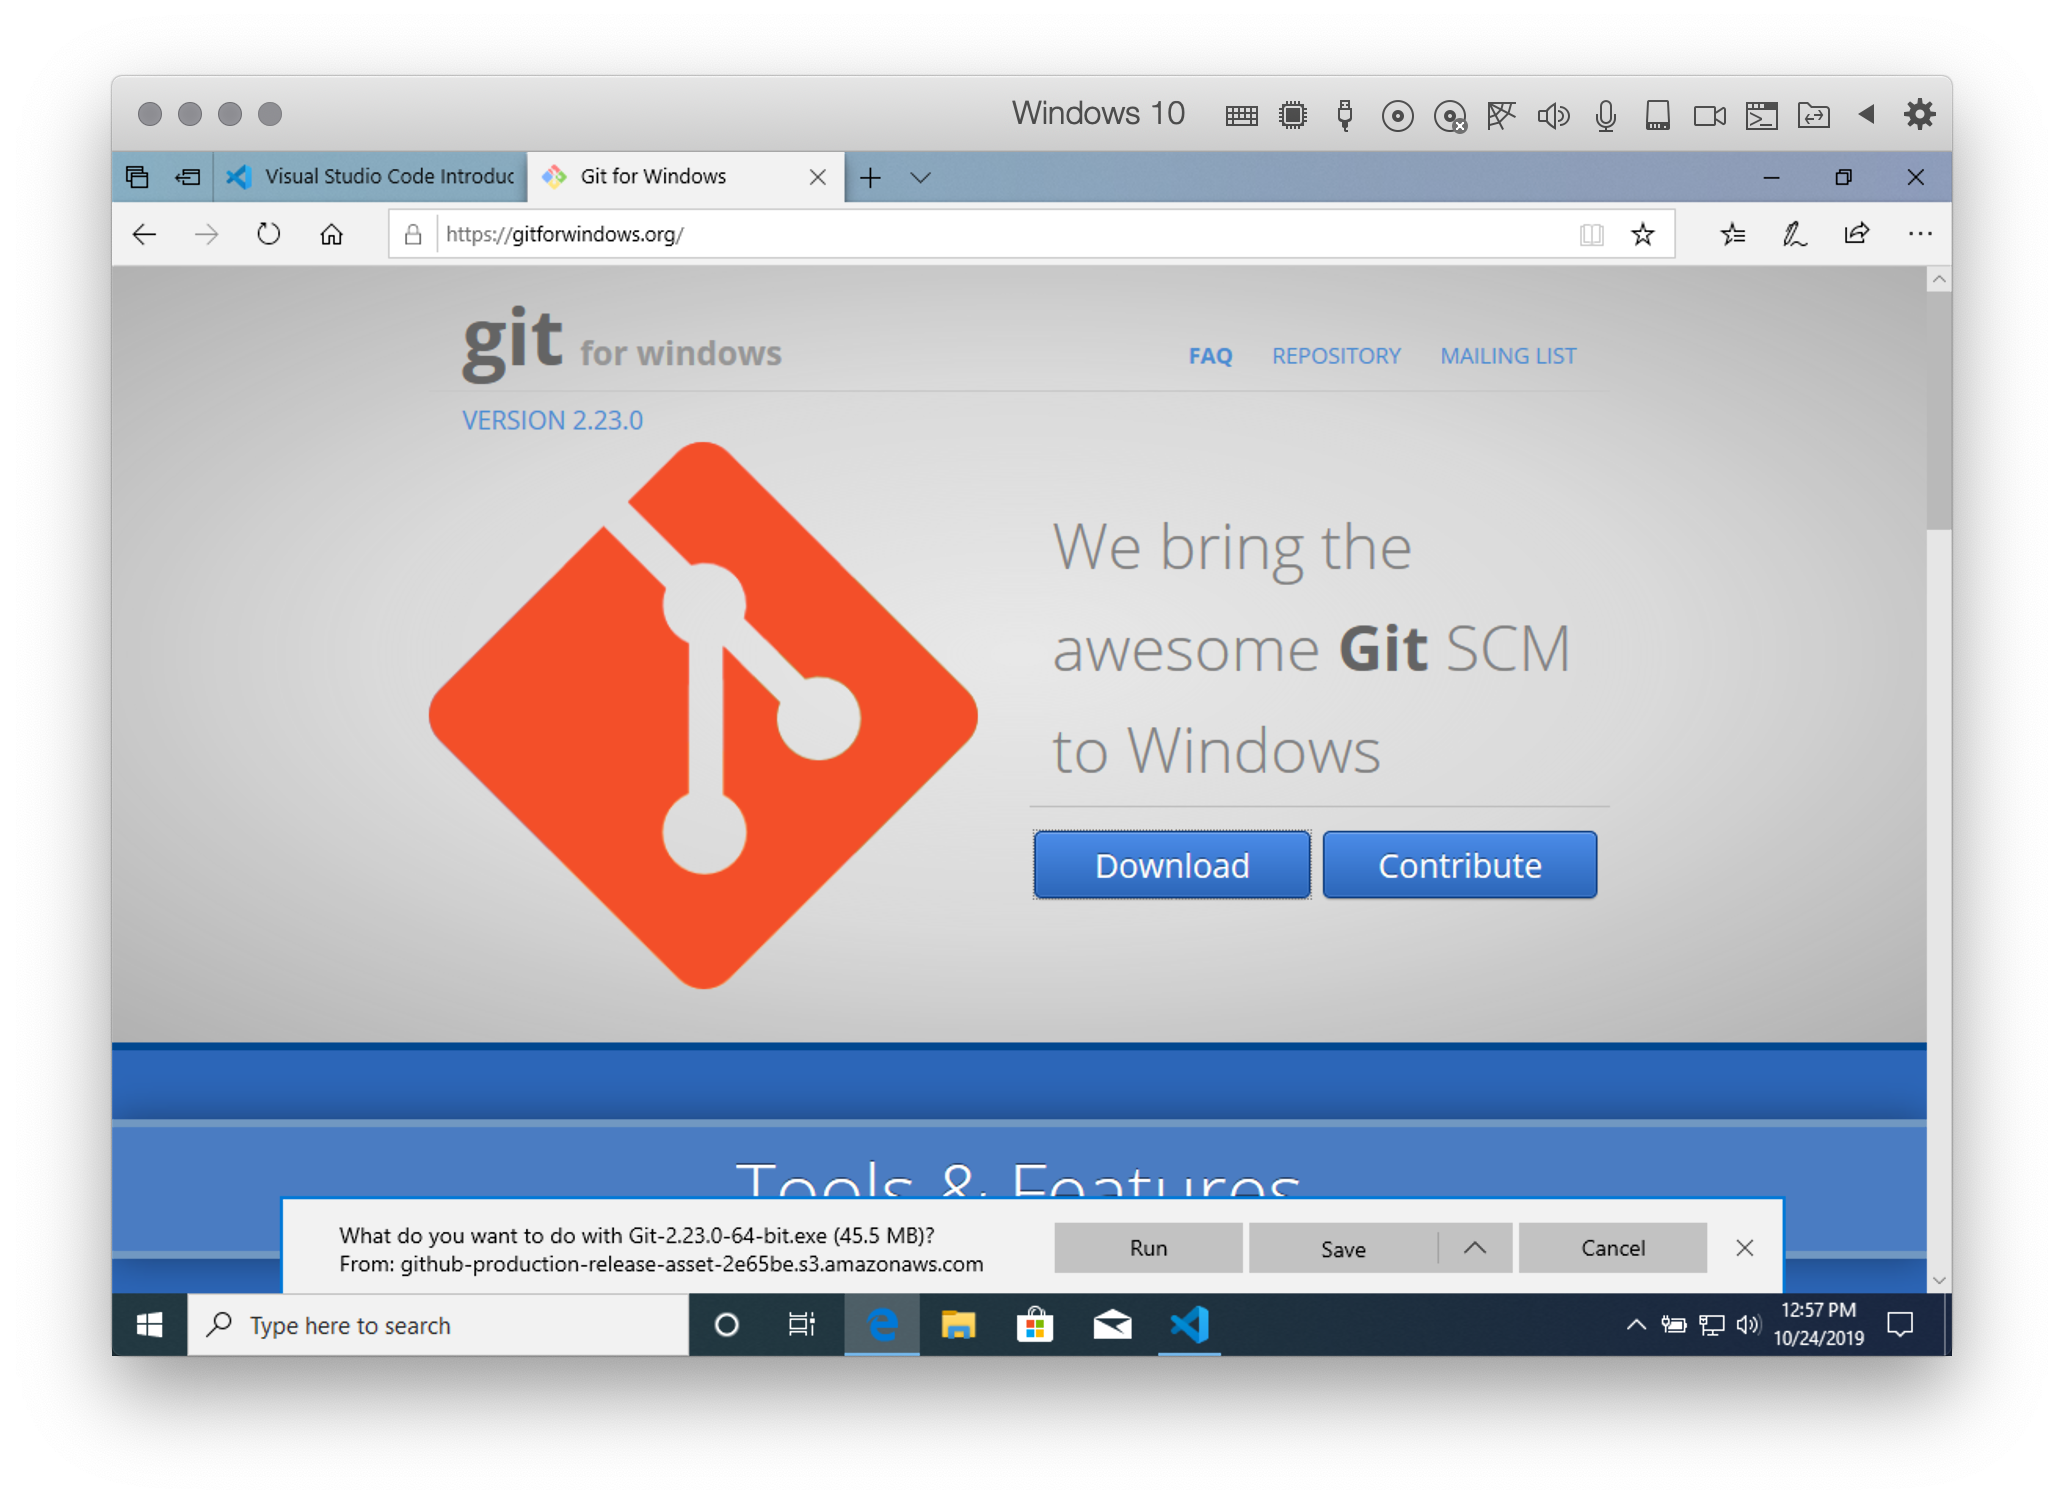 Windows 10
Visual Studio Code Introduc
Git for Windows
https://gitforwindows.org/
git for windows
FAQ REPOSITORY MAILING LIST
VERSION 2.23.0
We bring the
awesome Git SCM
to Windows
Download Contribute
Tools & Features
What do you want to do with Git-2.23.0-64-bit.exe (45.5 MB)?
From: github-production-release-asset-2e65be.s3.amazonaws.com
Run Save Cancel
Type here to search
12:57 PM
10/24/2019